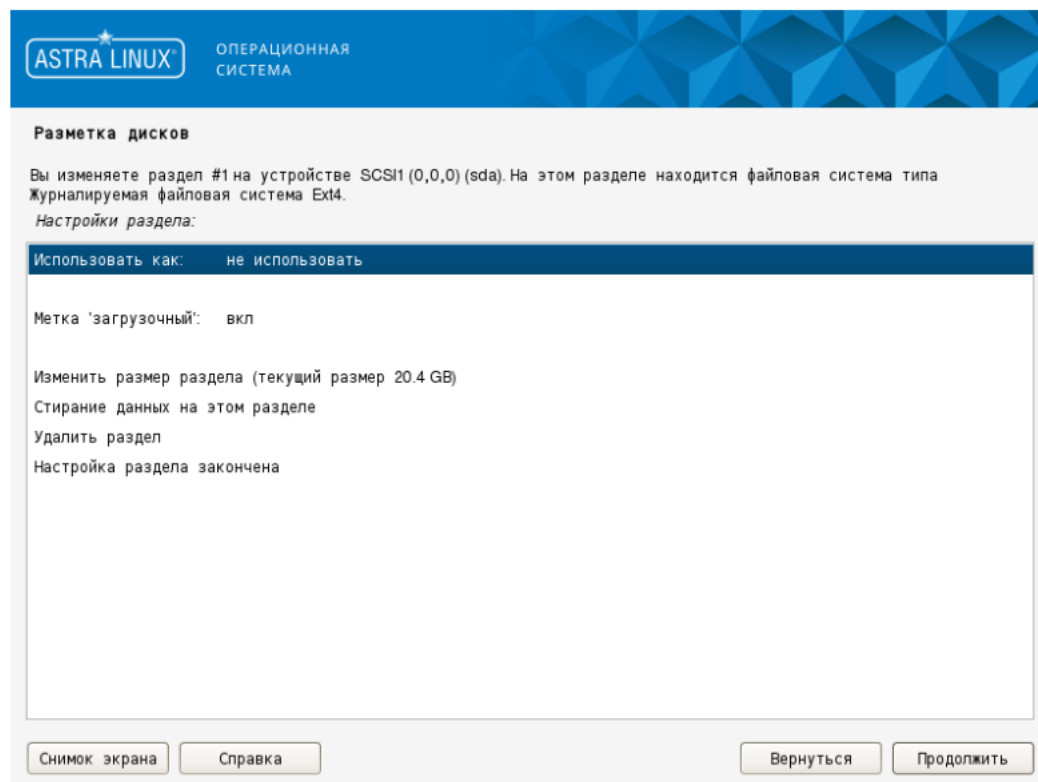 ASTRA LINUX®
ОПЕРАЦИОННАЯ
СИСТЕМА
Разметка дисков
Вы изменяете раздел #1 на устройстве SCSI1 (0,0,0) (sda). На этом разделе находится файловая система типа
Журналируемая файловая система Ext4.
Настройки раздела:
Использовать как: не использовать
Метка 'загрузочный': вкл
Изменить размер раздела (текущий размер 20.4 GB)
Стирание данных на этом разделе
Удалить раздел
Настройка раздела закончена
Снимок экрана Справка Вернуться Продолжить